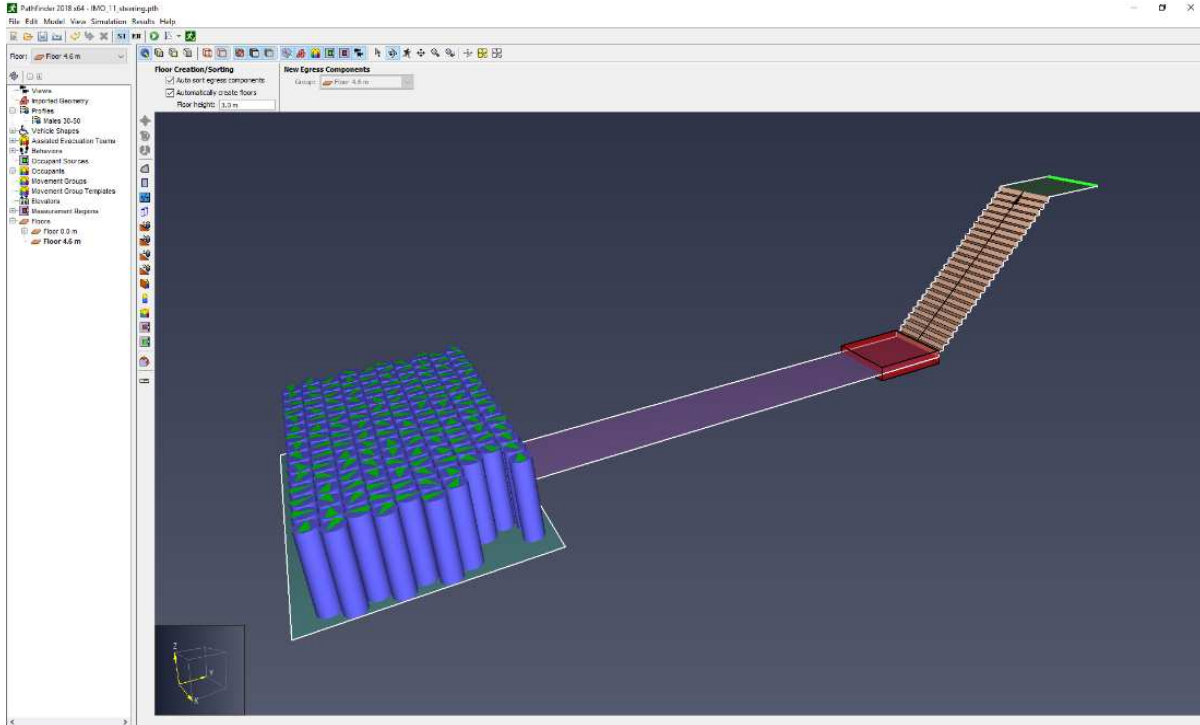 Pathfinder 2018 x64 - IMO_11_steering.pth
File Edit Model View Simulation Results Help
Floor: Floor 4.6 m
Floor Creation/Sorting
Auto sort egress components
Automatically create floors
Floor height: 3.0 m
New Egress Components
Group: Floor 4.6 m
Views
Imported Geometry
Profiles
Males 30-50
Vehicle Shapes
Assisted Evacuation Teams
Behaviors
Occupant Sources
Occupants
Movement Groups
Movement Group Templates
Elevators
Measurement Regions
Floors
Floor 0.0 m
Floor 4.6 m
Z
Y
X